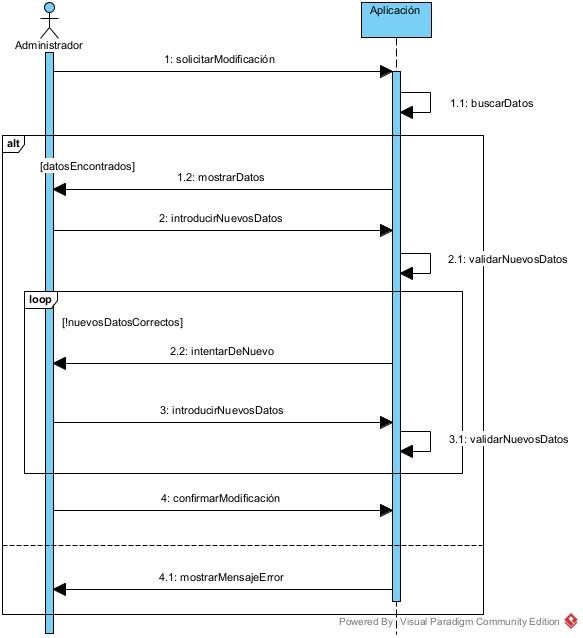 Aplicación
Administrador
1: solicitarModificación
1.1: buscarDatos
alt
[datosEncontrados]
1.2: mostrarDatos
2: introducirNuevosDatos
2.1: validarNuevosDatos
loop
[!nuevosDatosCorrectos]
2.2: intentarDeNuevo
3: introducirNuevosDatos
3.1: validarNuevosDatos
4: confirmarModificación
4.1: mostrarMensajeError
Powered By Visual Paradigm Community Edition